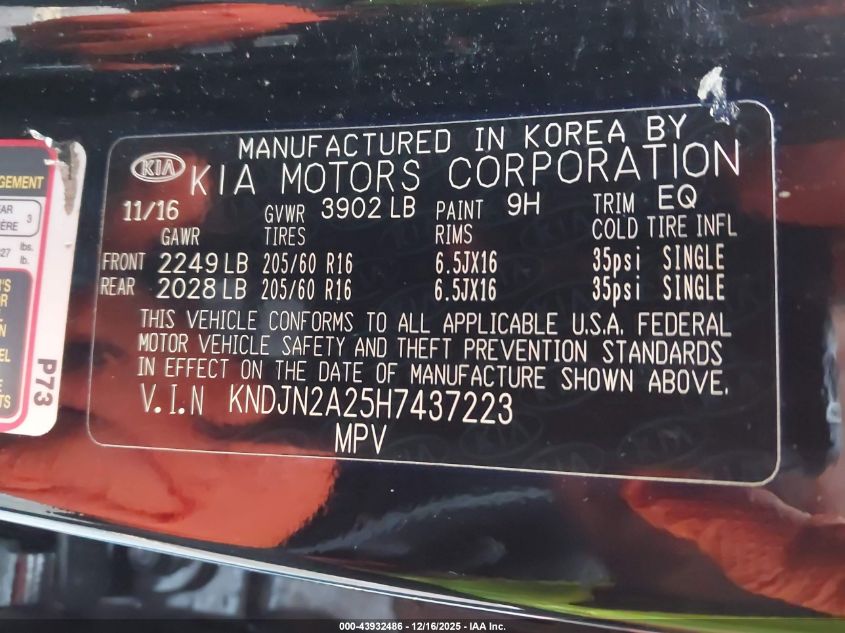 MANUFACTURED IN KOREA BY
KIA KIA MOTORS CORPORATION
11/16 GVWR 3902 LB PAINT 9H TRIM EQ
GAWR TIRES RIMS COLD TIRE INFL
FRONT 2249 LB 205/60 R16 6.5JX16 35psi SINGLE
REAR 2028 LB 205/60 R16 6.5JX16 35psi SINGLE
THIS VEHICLE CONFORMS TO ALL APPLICABLE U.S.A. FEDERAL
MOTOR VEHICLE SAFETY AND THEFT PREVENTION STANDARDS
IN EFFECT ON THE DATE OF MANUFACTURE SHOWN ABOVE.
V.I.N KNDJN2A25H7437223
MPV
3
lbs.
P73
000-43932486 - 12/16/2025 - IAA Inc.